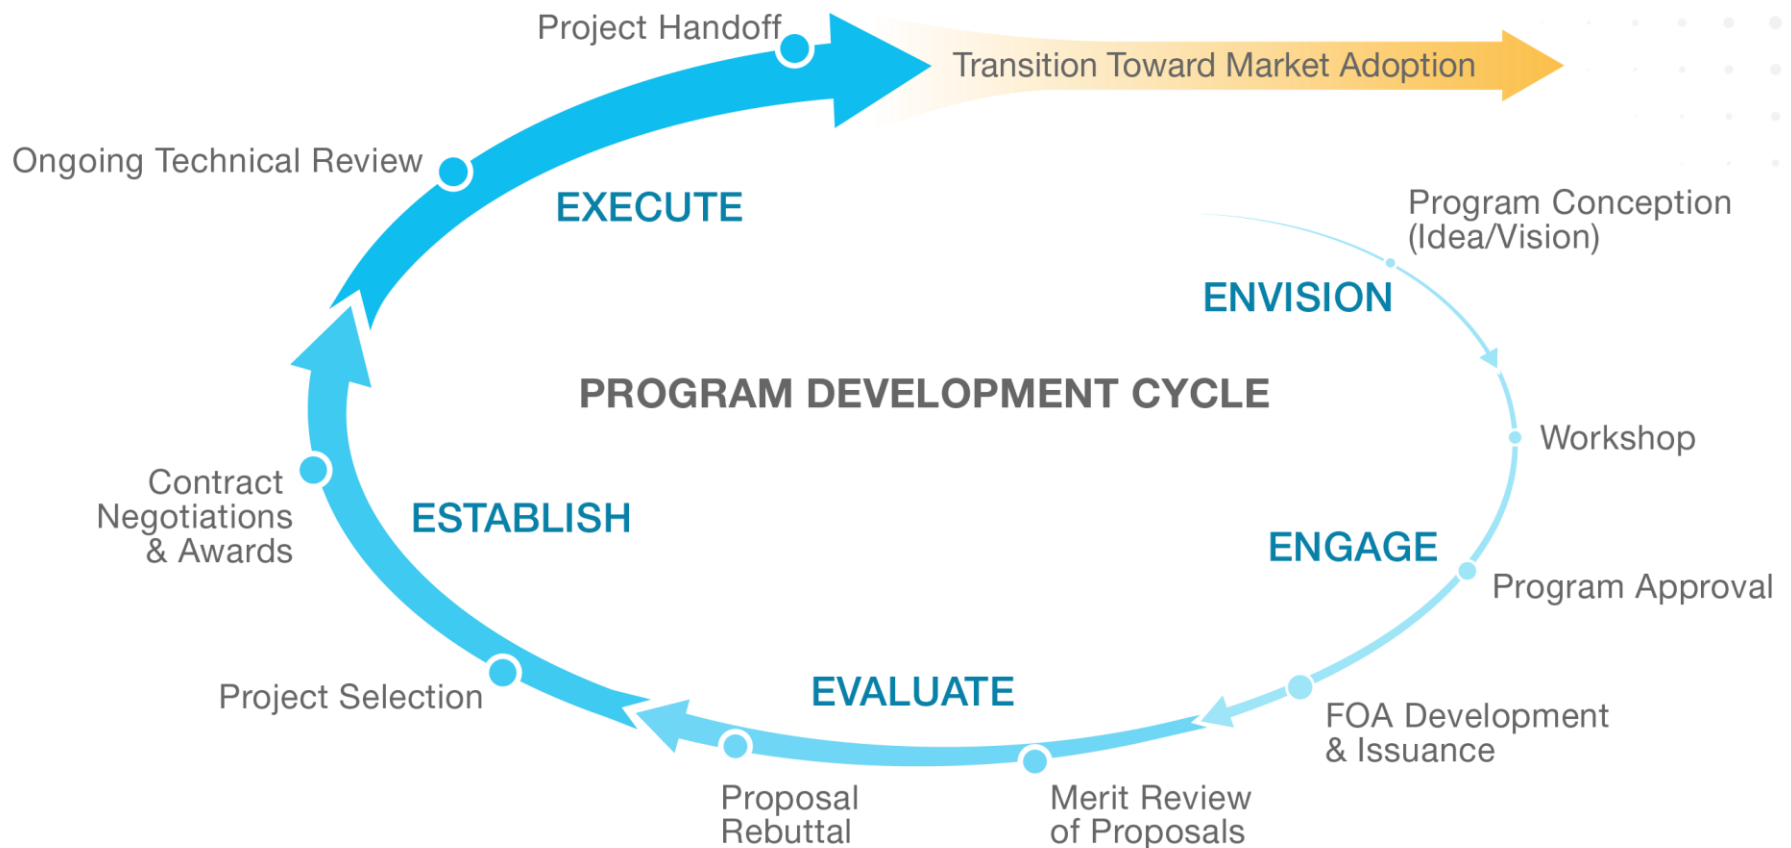 Project Handoff
Transition Toward Market Adoption
Ongoing Technical Review
EXECUTE
Program Conception
(Idea/Vision)
ENVISION
PROGRAM DEVELOPMENT CYCLE
Workshop
Contract
Negotiations
& Awards
ESTABLISH
ENGAGE
Program Approval
Project Selection
EVALUATE
FOA Development
& Issuance
Proposal
Rebuttal
Merit Review
of Proposals